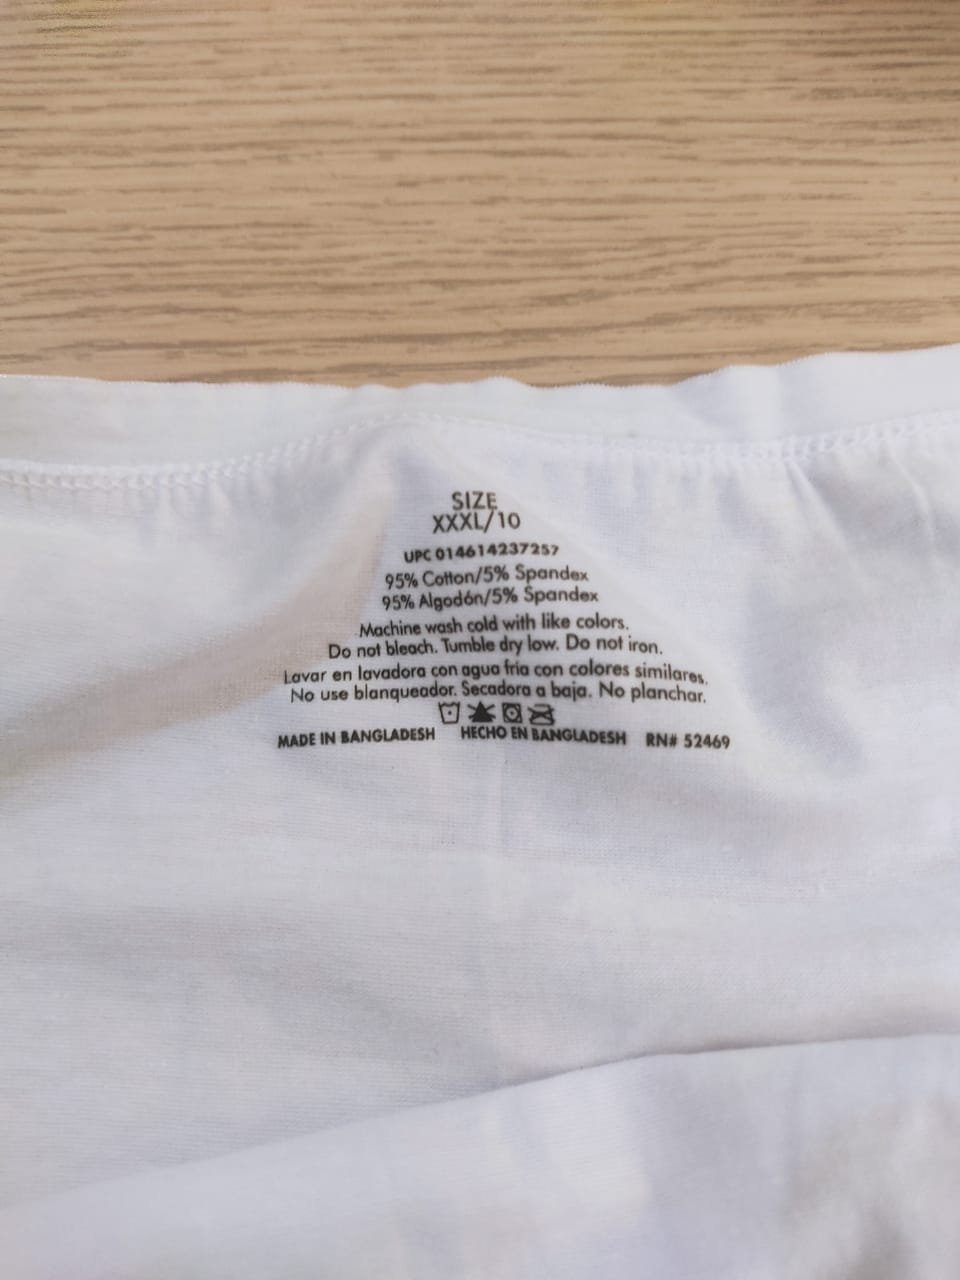 SIZE
XXXL/10
UPC 014614237257
95% Cotton/5% Spandex
95% Algodón/5% Spandex
Machine wash cold with like colors.
Do not bleach. Tumble dry low. Do not iron.
Lavar en lavadora con agua fría con colores similares.
No use blanqueador. Secadora a baja. No planchar.
MADE IN BANGLADESH HECHO EN BANGLADESH RN# 52469